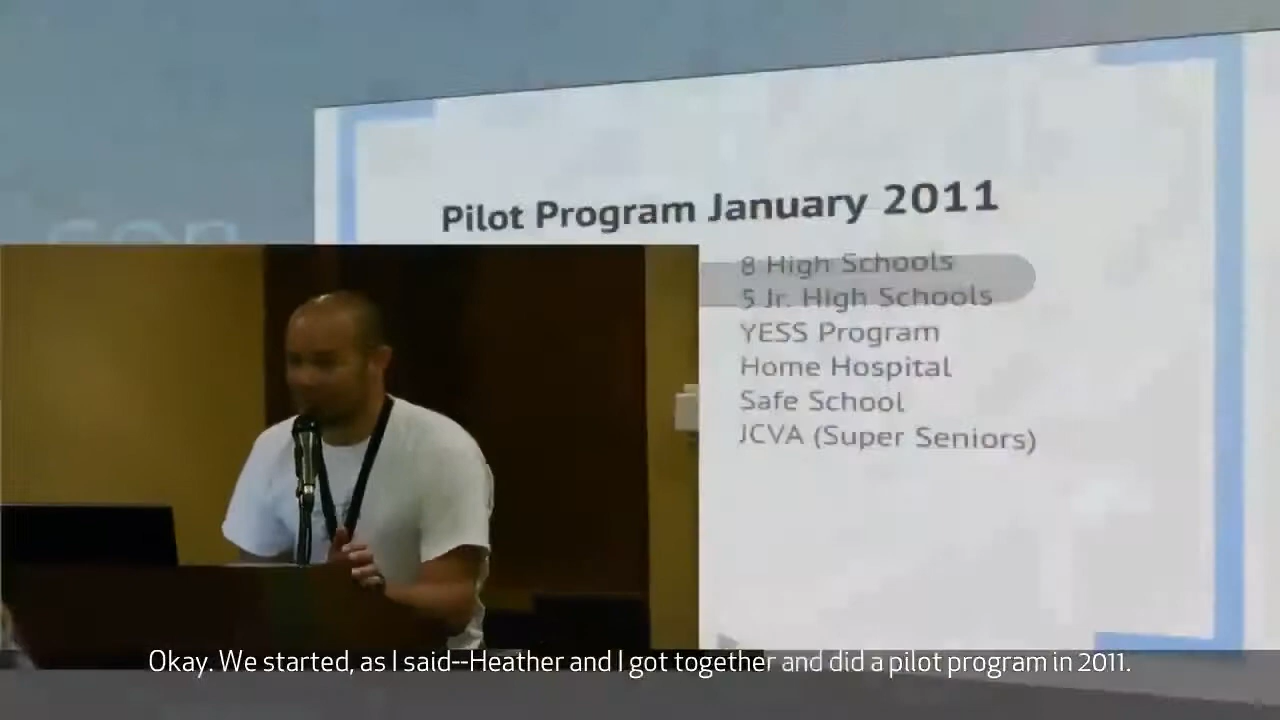 Pilot Program January 2011
8 High Schools
5 Jr. High Schools
YESS Program
Home Hospital
Safe School
JCVA (Super Seniors)
Okay. We started, as I said--Heather and I got together and did a pilot program in 2011.